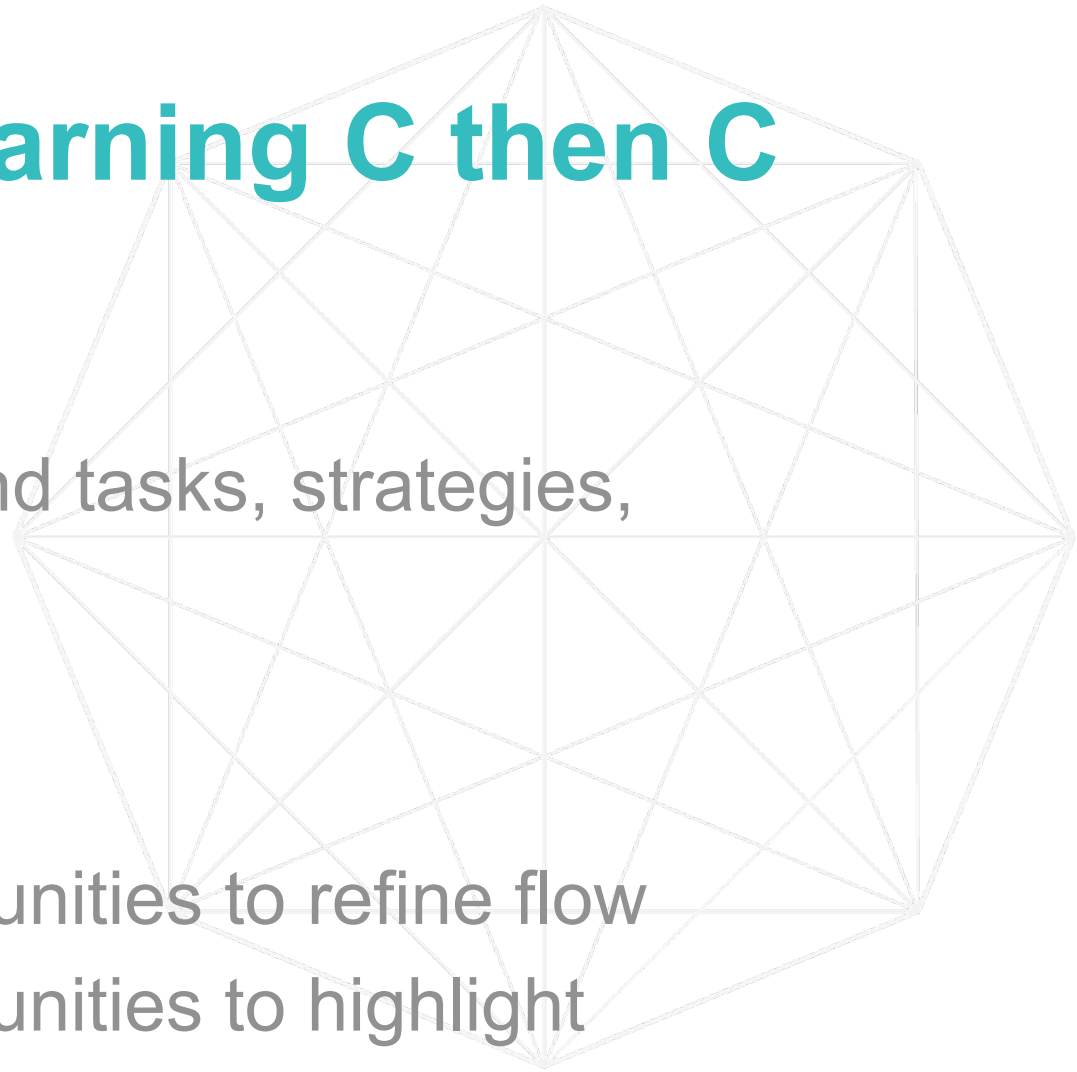 arning C then C
nd tasks, strategies,
unities to refine flow
unities to highlight